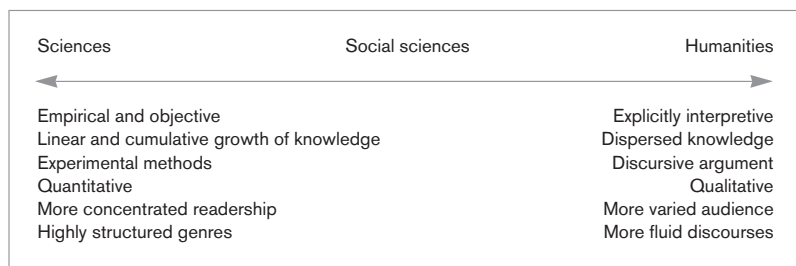 Sciences Social sciences Humanities
Empirical and objective Explicitly interpretive
Linear and cumulative growth of knowledge Dispersed knowledge
Experimental methods Discursive argument
Quantitative Qualitative
More concentrated readership More varied audience
Highly structured genres More fluid discourses